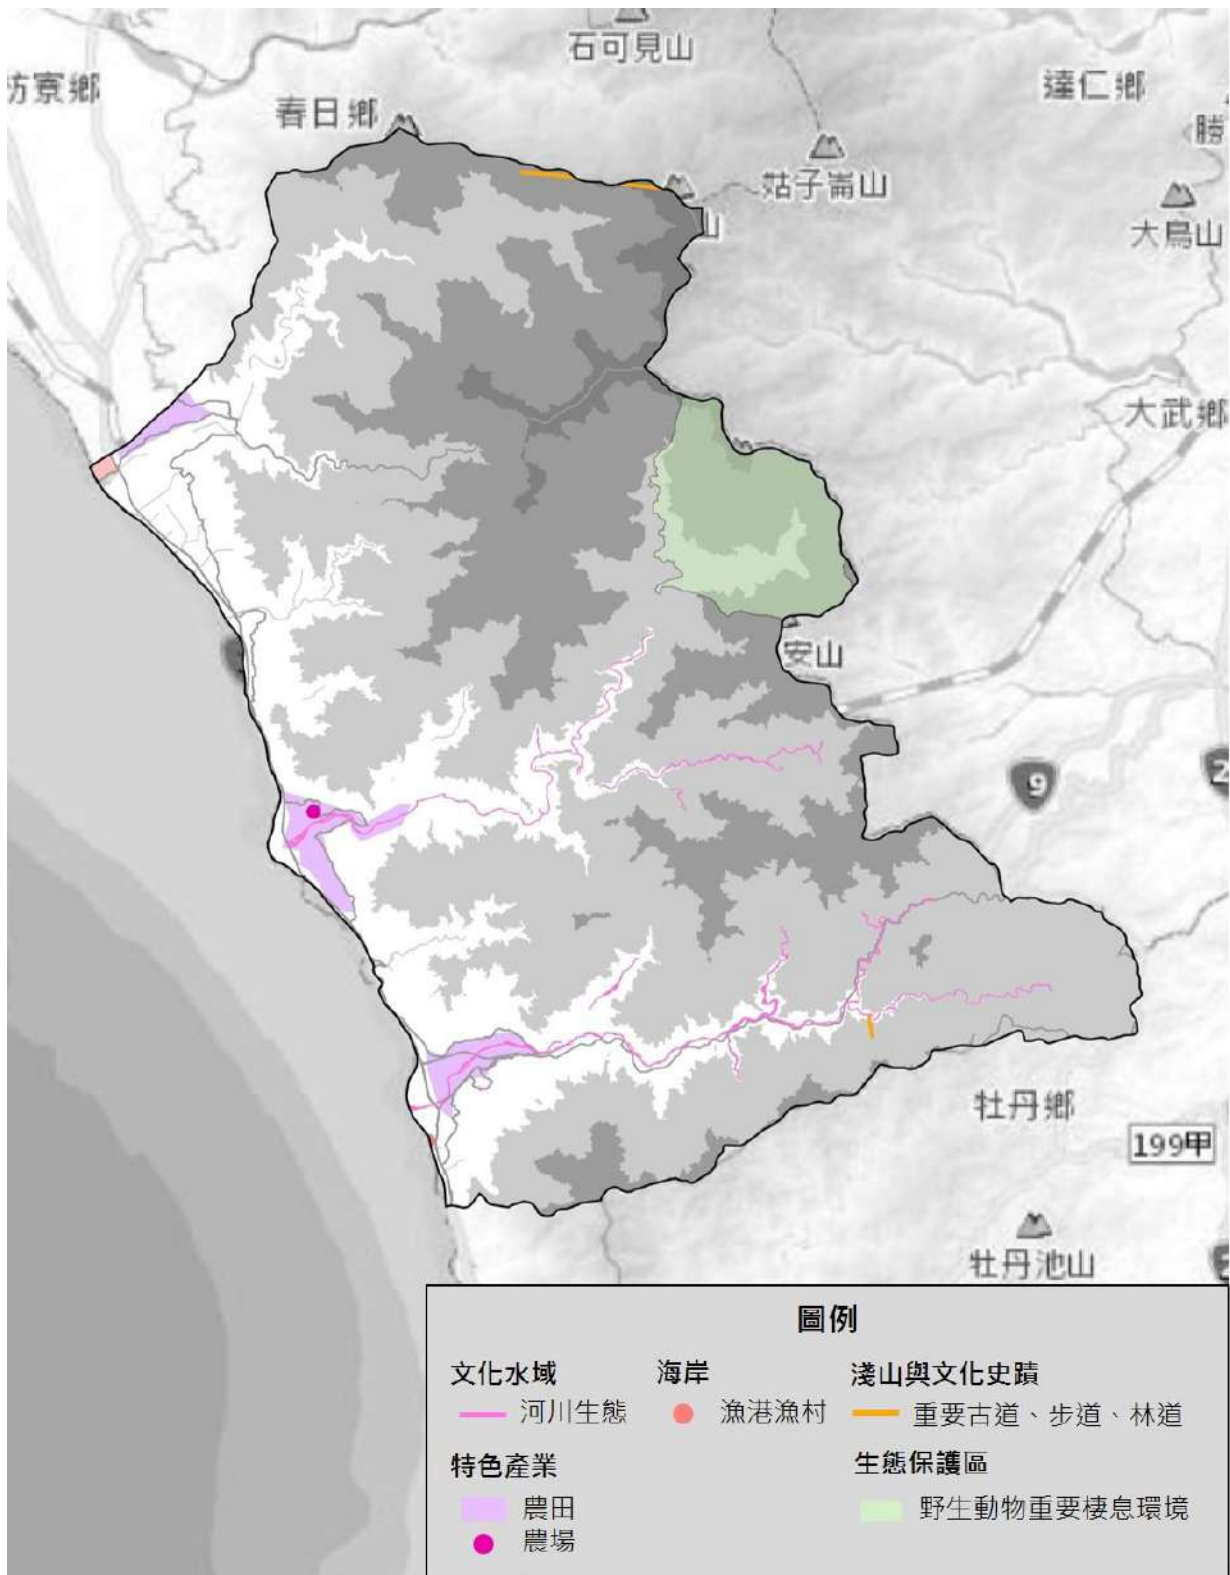 石可見山
達仁鄉
春日鄉
姑子崙山
山
大鳥山
大武鄉
安山
9
2
牡丹鄉
199甲
牡丹池山
圖例
文化水域
河川生態
海岸
漁港漁村
淺山與文化史蹟
重要古道、步道、林道
特色產業
農田
農場
生態保護區
野生動物重要棲息環境